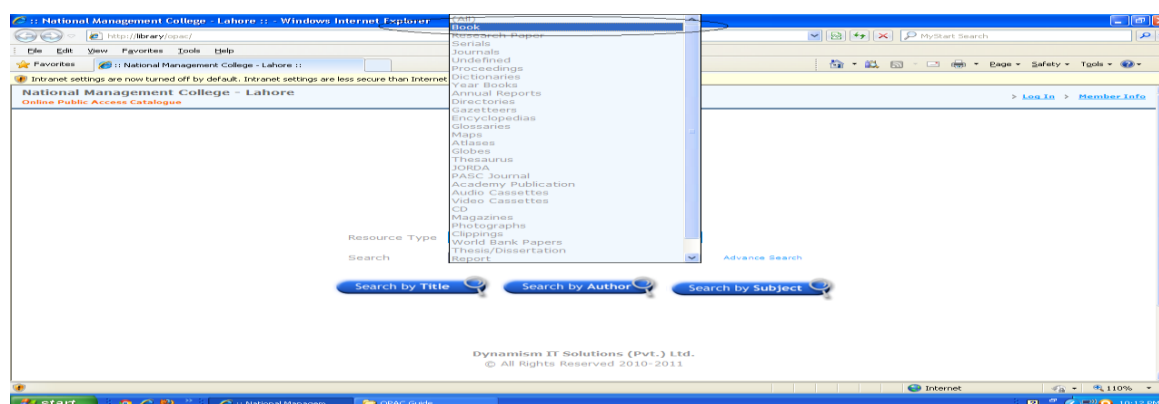 :: National Management College - Lahore :: - Windows Internet Explorer
http://library/opac/
MyStart Search
File Edit View Favorites Tools Help
Favorites :: National Management College - Lahore ::
Page Safety Tools
Intranet settings are now turned off by default. Intranet settings are less secure than Internet
National Management College - Lahore
Online Public Access Catalogue
> Log In > Member Info
(All)
Book
Research Paper
Serials
Journals
Undefined
Proceedings
Dictionaries
Year Books
Annual Reports
Directories
Gazetteers
Encyclopedias
Glossaries
Maps
Atlases
Globes
Thesaurus
JORDA
PASC Journal
Academy Publication
Audio Cassettes
Video Cassettes
CD
Magazines
Photographs
Clippings
World Bank Papers
Thesis/Dissertation
Report
Resource Type
Search
Advance Search
Search by Title Search by Author Search by Subject
Dynamism IT Solutions (Pvt.) Ltd.
© All Rights Reserved 2010-2011
Internet 110%
start :: National Managem... OPAC Guide 10:12 PM